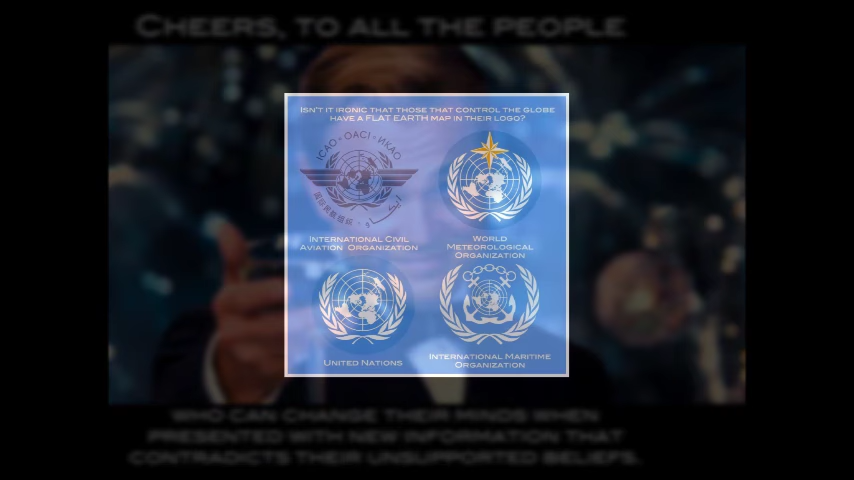 CHEERS, TO ALL THE PEOPLE
ISN'T IT IRONIC THAT THOSE THAT CONTROL THE GLOBE
HAVE A FLAT EARTH MAP IN THEIR LOGO?
ICAO · OACI · ИКАО
INTERNATIONAL CIVIL
AVIATION ORGANIZATION
WORLD
METEOROLOGICAL
ORGANIZATION
UNITED NATIONS
INTERNATIONAL MARITIME
ORGANIZATION
WHO CAN CHANGE THEIR MINDS WHEN
PRESENTED WITH NEW INFORMATION THAT
CONTRADICTS THEIR UNSUPPORTED BELIEFS.